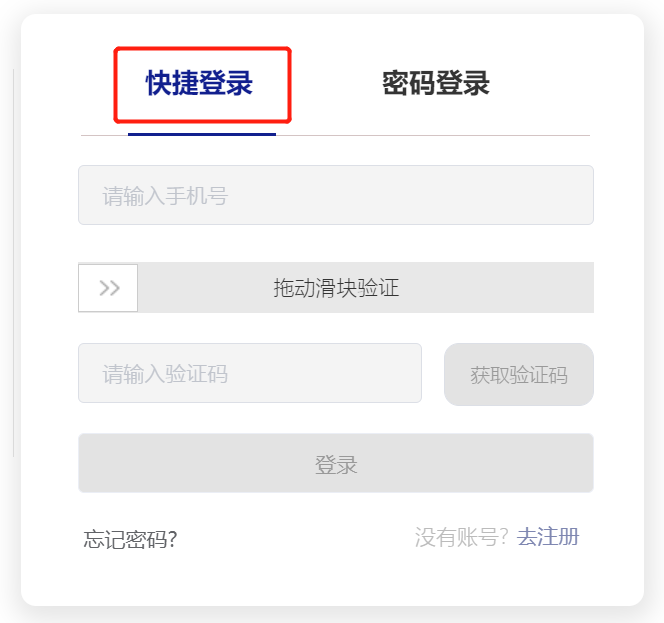 快捷登录 密码登录
请输入手机号
拖动滑块验证
请输入验证码 获取验证码
登录
忘记密码? 没有账号? 去注册